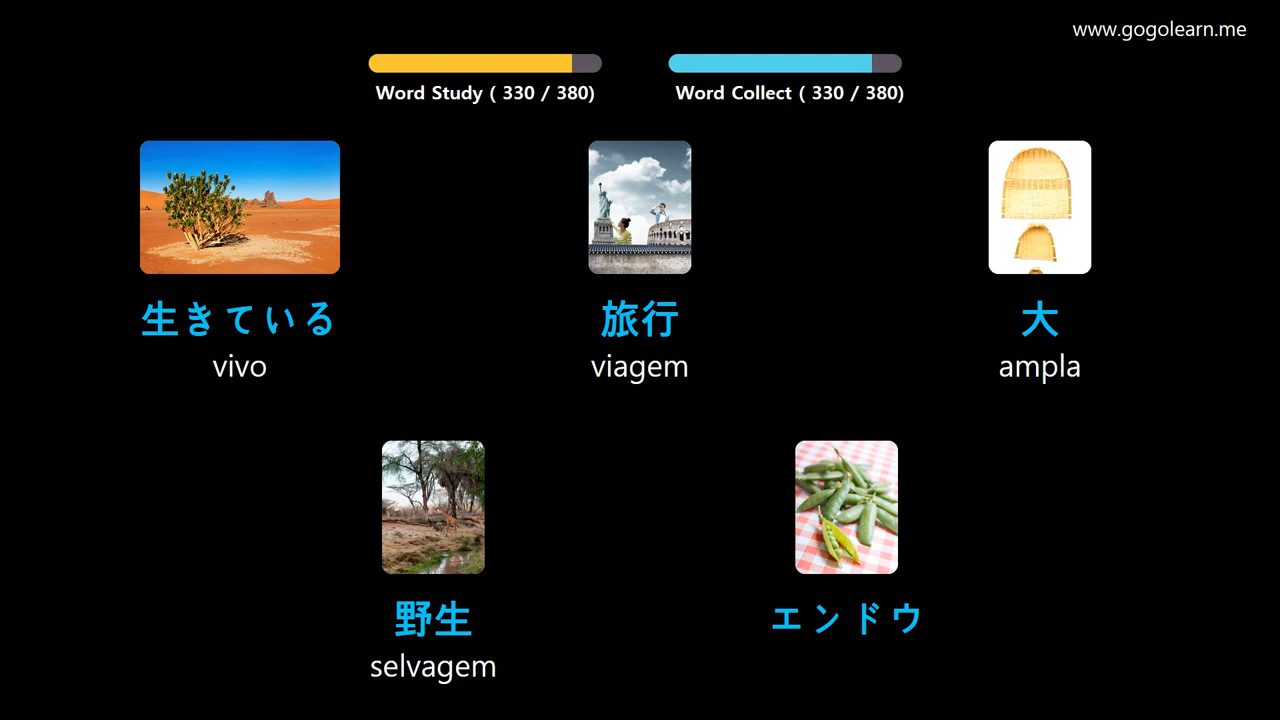 www.gogolearn.me
Word Study ( 330 / 380)
Word Collect ( 330 / 380)
生きている
vivo
旅行
viagem
大
ampla
野生
selvagem
エンドウ